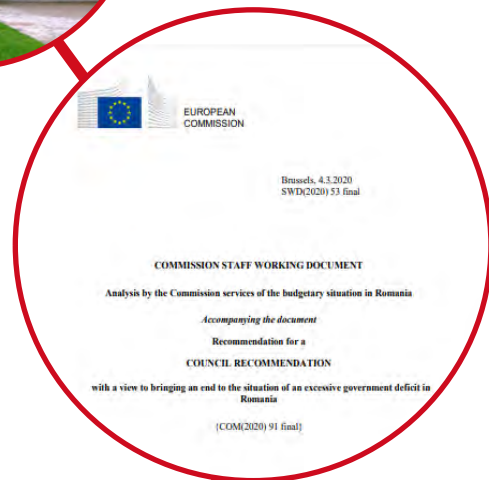 EUROPEAN
COMMISSION
Brussels, 4.3.2020
SWD(2020) 53 final
COMMISSION STAFF WORKING DOCUMENT
Analysis by the Commission services of the budgetary situation in Romania
Accompanying the document
Recommendation for a
COUNCIL RECOMMENDATION
with a view to bringing an end to the situation of an excessive government deficit in
Romania
{COM(2020) 91 final}